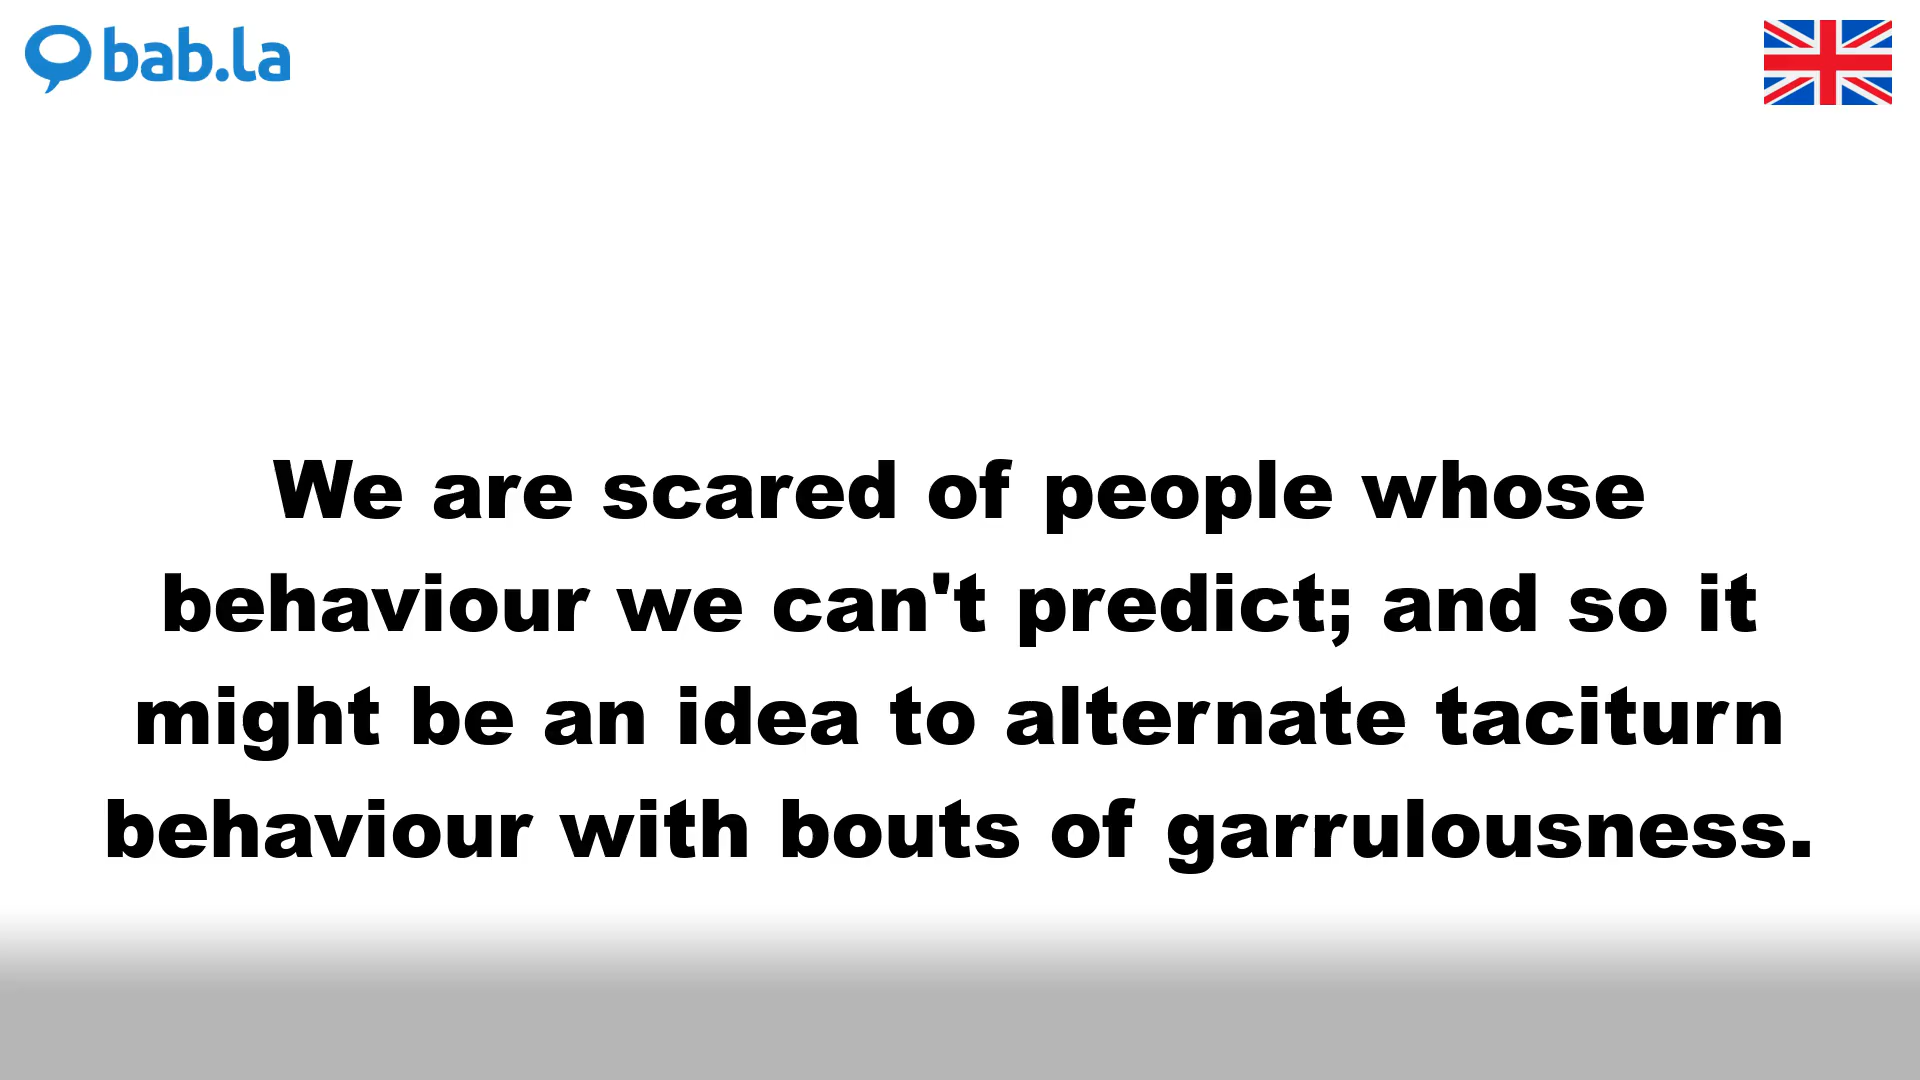 bab.la
We are scared of people whose
behaviour we can't predict; and so it
might be an idea to alternate taciturn
behaviour with bouts of garrulousness.